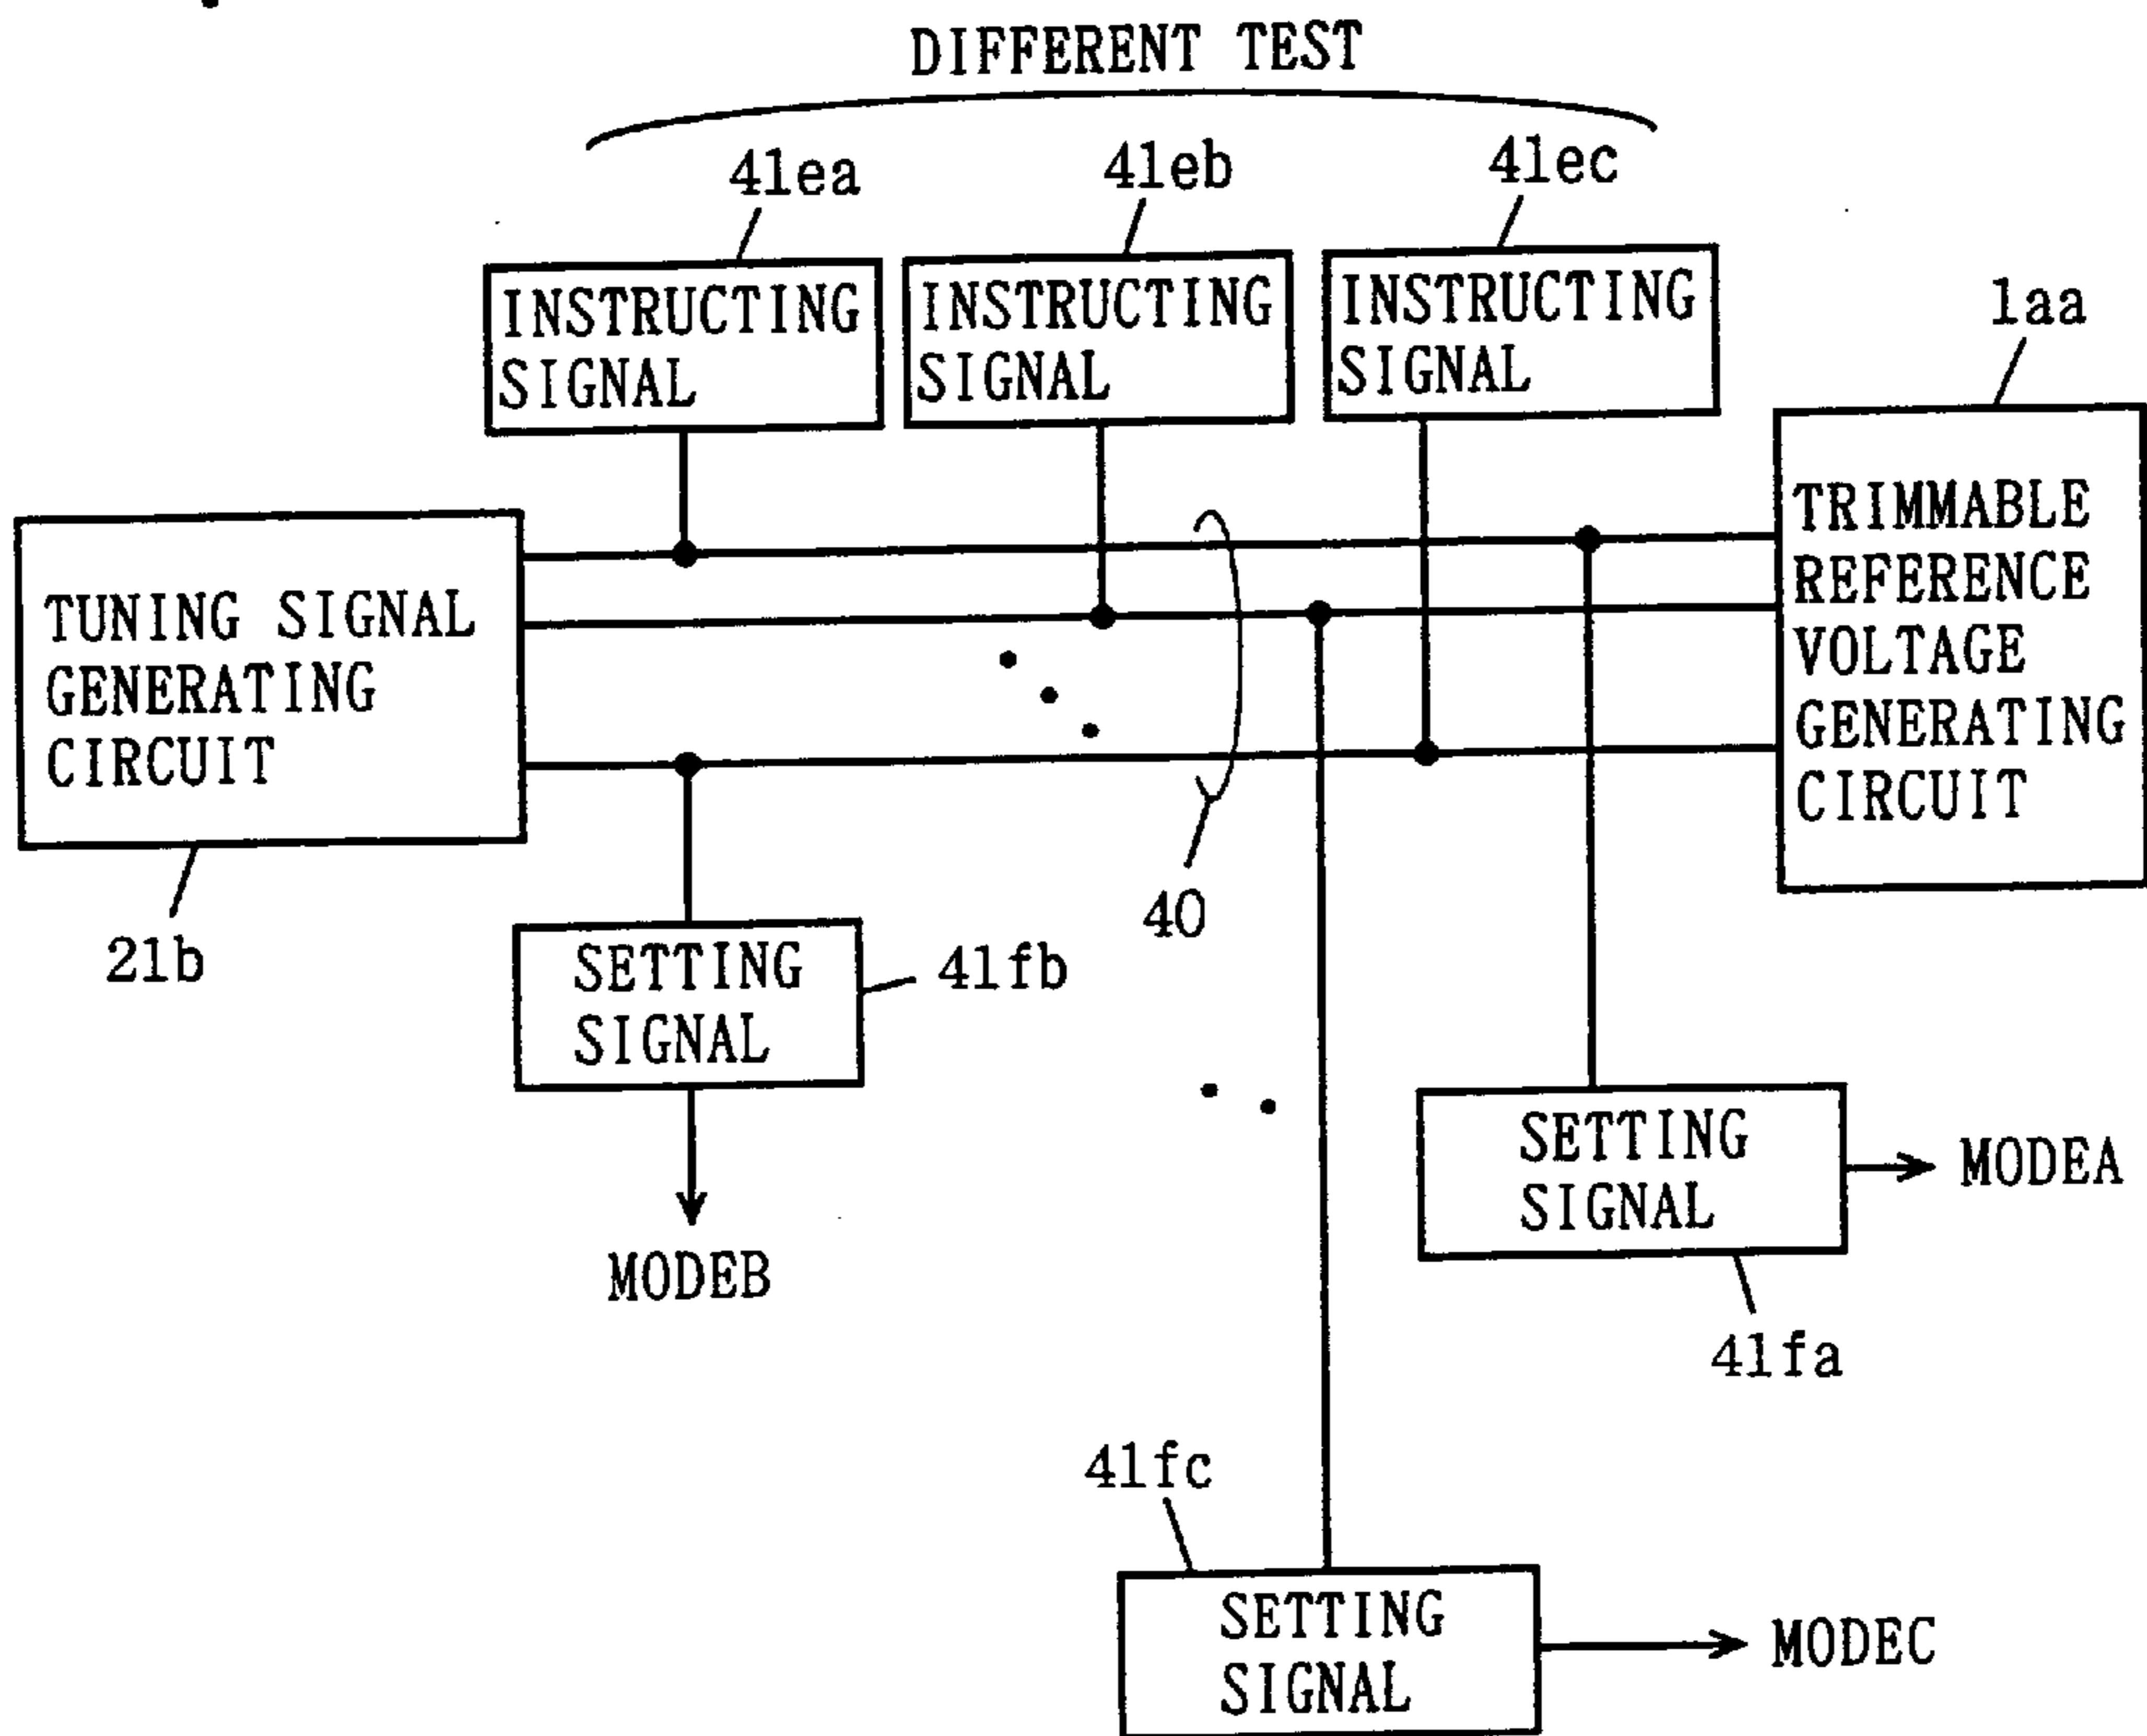 DIFFERENT TEST
41ea
41eb
41ec
INSTRUCTING
SIGNAL
INSTRUCTING
SIGNAL
INSTRUCTING
SIGNAL
1aa
TUNING SIGNAL
GENERATING
CIRCUIT
TRIMMABLE
REFERENCE
VOLTAGE
GENERATING
CIRCUIT
21b
40
SETTING
SIGNAL
41fb
MODEB
SETTING
SIGNAL
MODEA
41fa
41fc
SETTING
SIGNAL
MODEC